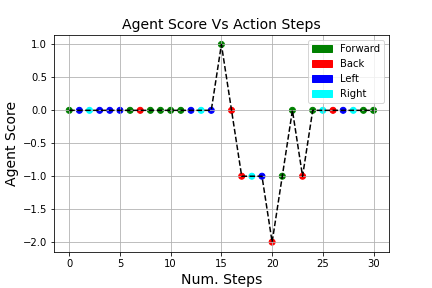 Agent Score Vs Action Steps
1.0
0.5
0.0
−0.5
−1.0
−1.5
−2.0
Agent Score
Forward
Back
Left
Right
0 5 10 15 20 25 30
Num. Steps